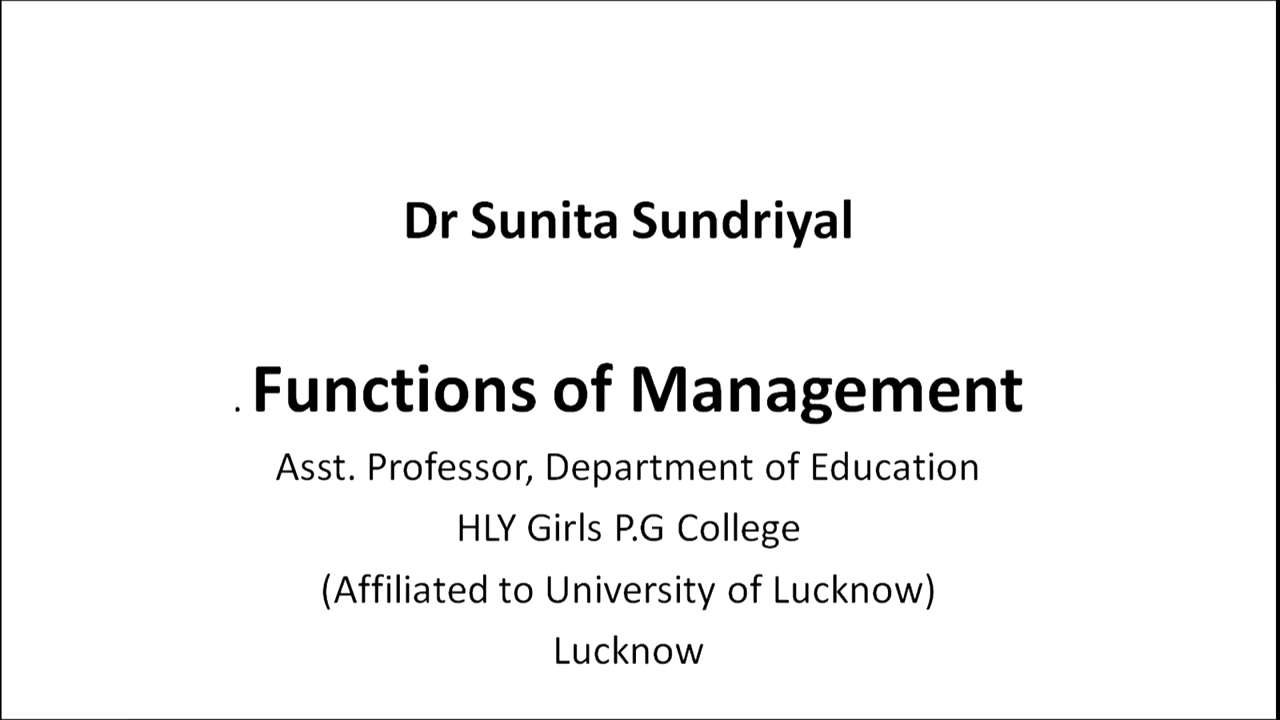 Dr Sunita Sundriyal
. Functions of Management
Asst. Professor, Department of Education
HLY Girls P.G College
(Affiliated to University of Lucknow)
Lucknow